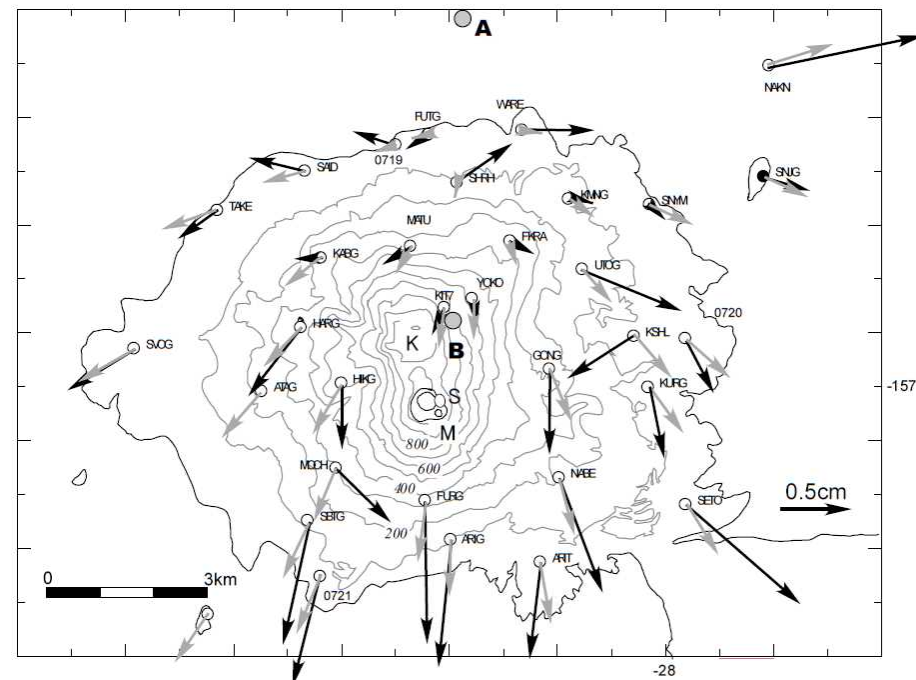 A
NAKN
WARE
FUTG
0719
SAID
SHRH
SNJG
KMNG
SNYM
TAKE
MATU
FKRA
KABG
UTOG
YOKO
KIT7
HARG
0720
SVOG
K
B
KSHL
GONG
HIKG
ATAG
KURG
-157
S
M
800
600
MOCH
400
NABE
FURG
SETO
0.5cm
SBTG
200
ARIG
ARIT
0 3km
0721
-28